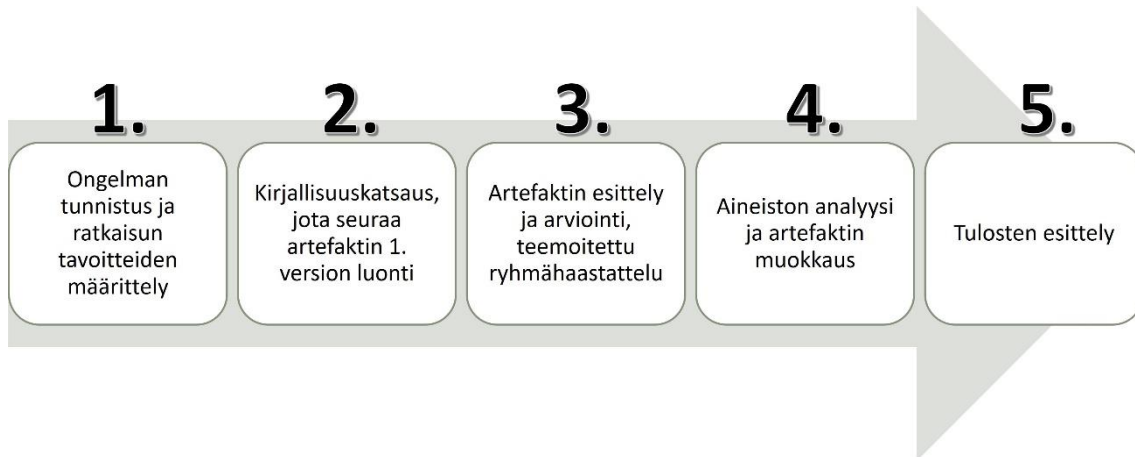 1.
Ongelman
tunnistus ja
ratkaisun
tavoitteiden
määrittely
2.
Kirjallisuuskatsaus,
jota seuraa
artefaktin 1.
version luonti
3.
Artefaktin esittely
ja arviointi,
teemoitettu
ryhmähaastattelu
4.
Aineiston analyysi
ja artefaktin
muokkaus
5.
Tulosten esittely